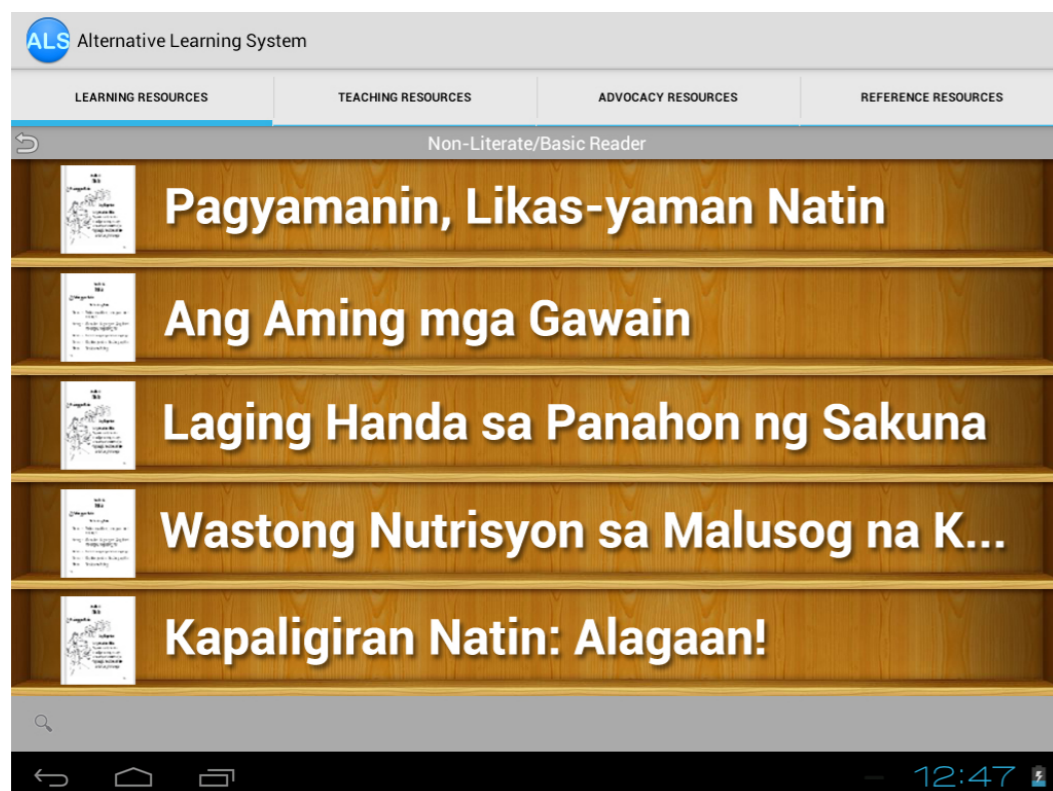 ALS Alternative Learning System
LEARNING RESOURCES TEACHING RESOURCES ADVOCACY RESOURCES REFERENCE RESOURCES
Non-Literate/Basic Reader
Pagyamanin, Likas-yaman Natin
Ang Aming mga Gawain
Laging Handa sa Panahon ng Sakuna
Wastong Nutrisyon sa Malusog na K...
Kapaligiran Natin: Alagaan!
12:47